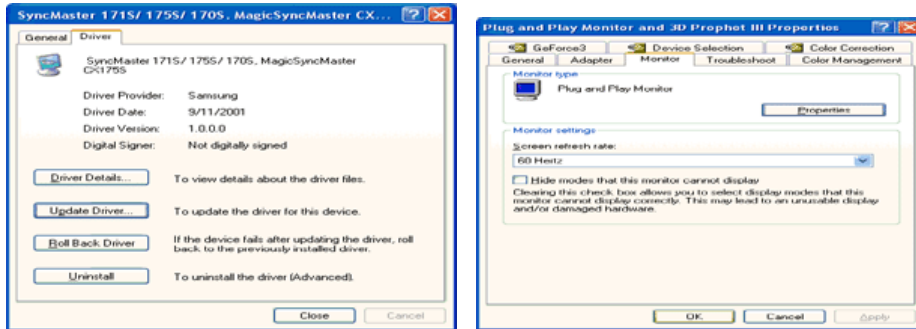 SyncMaster 171S/ 175S/ 170S, MagicSyncMaster CX...
General Driver
SyncMaster 171S/ 175S/ 170S, MagicSyncMaster
CX175S
Driver Provider: Samsung
Driver Date: 9/11/2001
Driver Version: 1.0.0.0
Digital Signer: Not digitally signed
Driver Details... To view details about the driver files.
Update Driver... To update the driver for this device.
Roll Back Driver If the device fails after updating the driver, roll
back to the previously installed driver.
Uninstall To uninstall the driver (Advanced).
Close Cancel
Plug and Play Monitor and 3D Prophet III Properties
GeForce3 Device Selection Color Correction
General Adapter Monitor Troubleshoot Color Management
Monitor type
Plug and Play Monitor
Properties
Monitor settings
Screen refresh rate:
60 Hertz
Hide modes that this monitor cannot display
Clearing this check box allows you to select display modes that this
monitor cannot display correctly. This may lead to an unusable display
and/or damaged hardware.
OK Cancel Apply